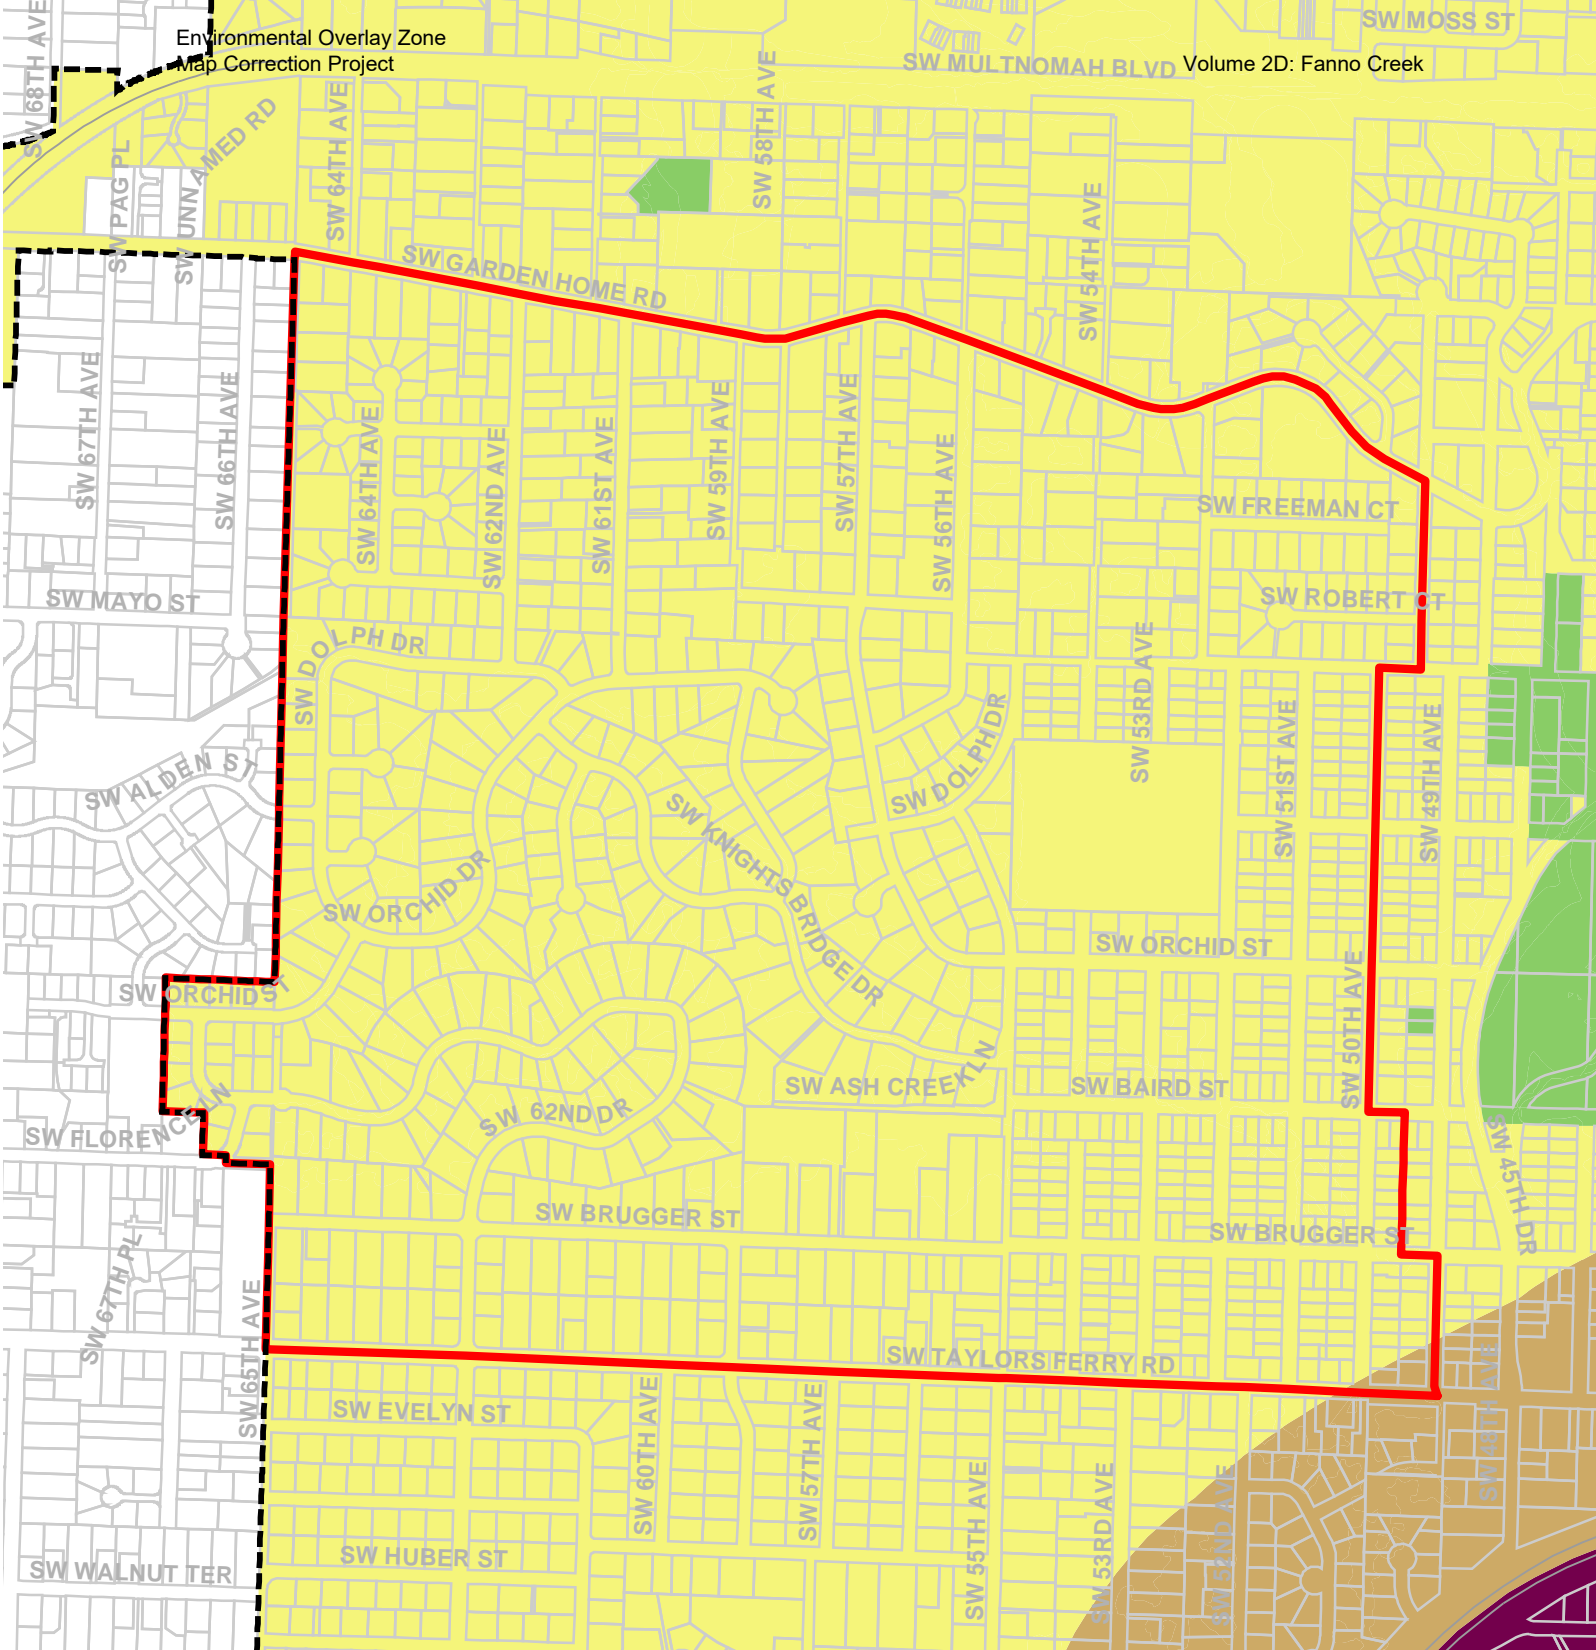 SW MOSS ST
Environmental Overlay Zone
Map Correction Project
SW MULTNOMAH BLVD
Volume 2D: Fanno Creek
SW 68TH AVE
SW PAG PL
SW UNNAMED RD
SW 64TH AVE
SW 58TH AVE
SW 54TH AVE
SW GARDEN HOME RD
SW 67TH AVE
SW 66TH AVE
SW 64TH AVE
SW 62ND AVE
SW 61ST AVE
SW 59TH AVE
SW 57TH AVE
SW 56TH AVE
SW FREEMAN CT
SW ROBERT CT
SW MAYO ST
SW DOLPH DR
SW 53RD AVE
SW DOLPH DR
SW 51ST AVE
SW 49TH AVE
SW ALDEN ST
SW KNIGHTS BRIDGE DR
SW ORCHID DR
SW ORCHID ST
SW ORCHID ST
SW 50TH AVE
SW ASH CREEK LN
SW BAIRD ST
SW 62ND DR
SW FLORENCE LN
SW 45TH DR
SW BRUGGER ST
SW BRUGGER ST
SW 67TH PL
SW 65TH AVE
SW TAYLORS FERRY RD
SW 48TH AVE
SW EVELYN ST
SW 60TH AVE
SW 57TH AVE
SW 55TH AVE
SW 53RD AVE
SW 52ND AVE
SW HUBER ST
SW WALNUT TER